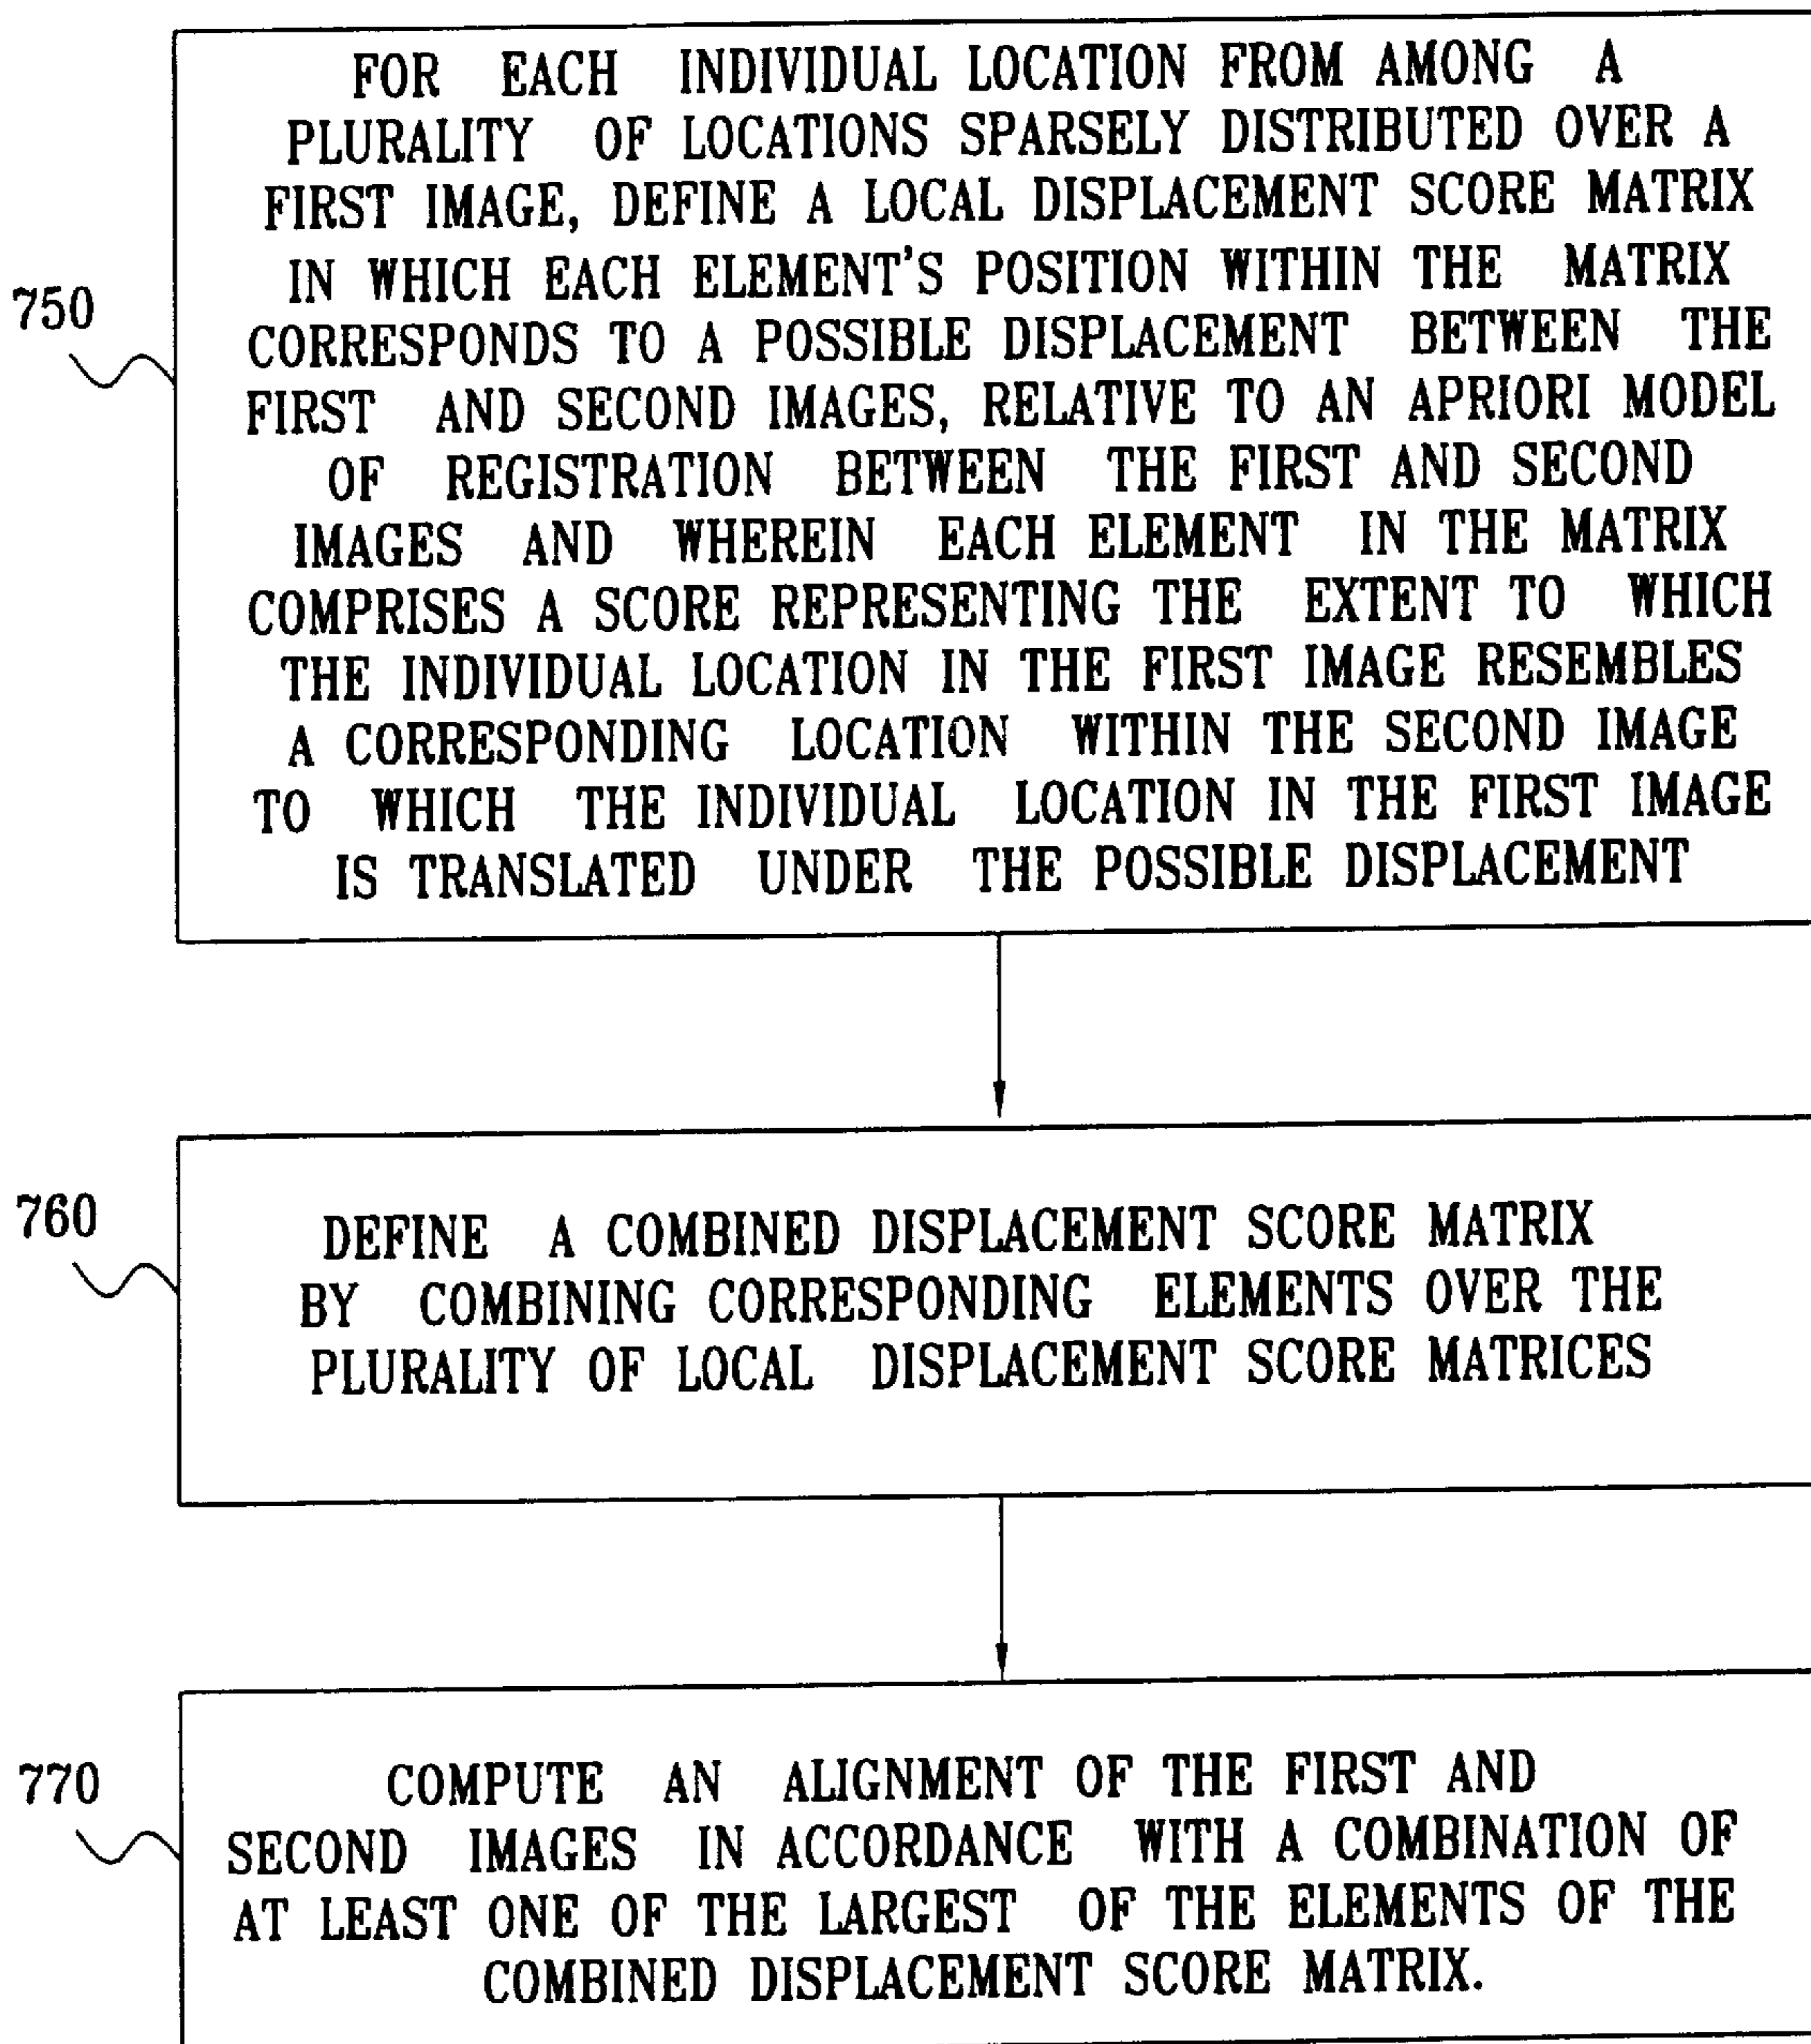 FOR EACH INDIVIDUAL LOCATION FROM AMONG A
PLURALITY OF LOCATIONS SPARSELY DISTRIBUTED OVER A
FIRST IMAGE, DEFINE A LOCAL DISPLACEMENT SCORE MATRIX
IN WHICH EACH ELEMENT'S POSITION WITHIN THE MATRIX
CORRESPONDS TO A POSSIBLE DISPLACEMENT BETWEEN THE
FIRST AND SECOND IMAGES, RELATIVE TO AN APRIORI MODEL
OF REGISTRATION BETWEEN THE FIRST AND SECOND
IMAGES AND WHEREIN EACH ELEMENT IN THE MATRIX
COMPRISES A SCORE REPRESENTING THE EXTENT TO WHICH
THE INDIVIDUAL LOCATION IN THE FIRST IMAGE RESEMBLES
A CORRESPONDING LOCATION WITHIN THE SECOND IMAGE
TO WHICH THE INDIVIDUAL LOCATION IN THE FIRST IMAGE
IS TRANSLATED UNDER THE POSSIBLE DISPLACEMENT
750
760
DEFINE A COMBINED DISPLACEMENT SCORE MATRIX
BY COMBINING CORRESPONDING ELEMENTS OVER THE
PLURALITY OF LOCAL DISPLACEMENT SCORE MATRICES
770
COMPUTE AN ALIGNMENT OF THE FIRST AND
SECOND IMAGES IN ACCORDANCE WITH A COMBINATION OF
AT LEAST ONE OF THE LARGEST OF THE ELEMENTS OF THE
COMBINED DISPLACEMENT SCORE MATRIX.